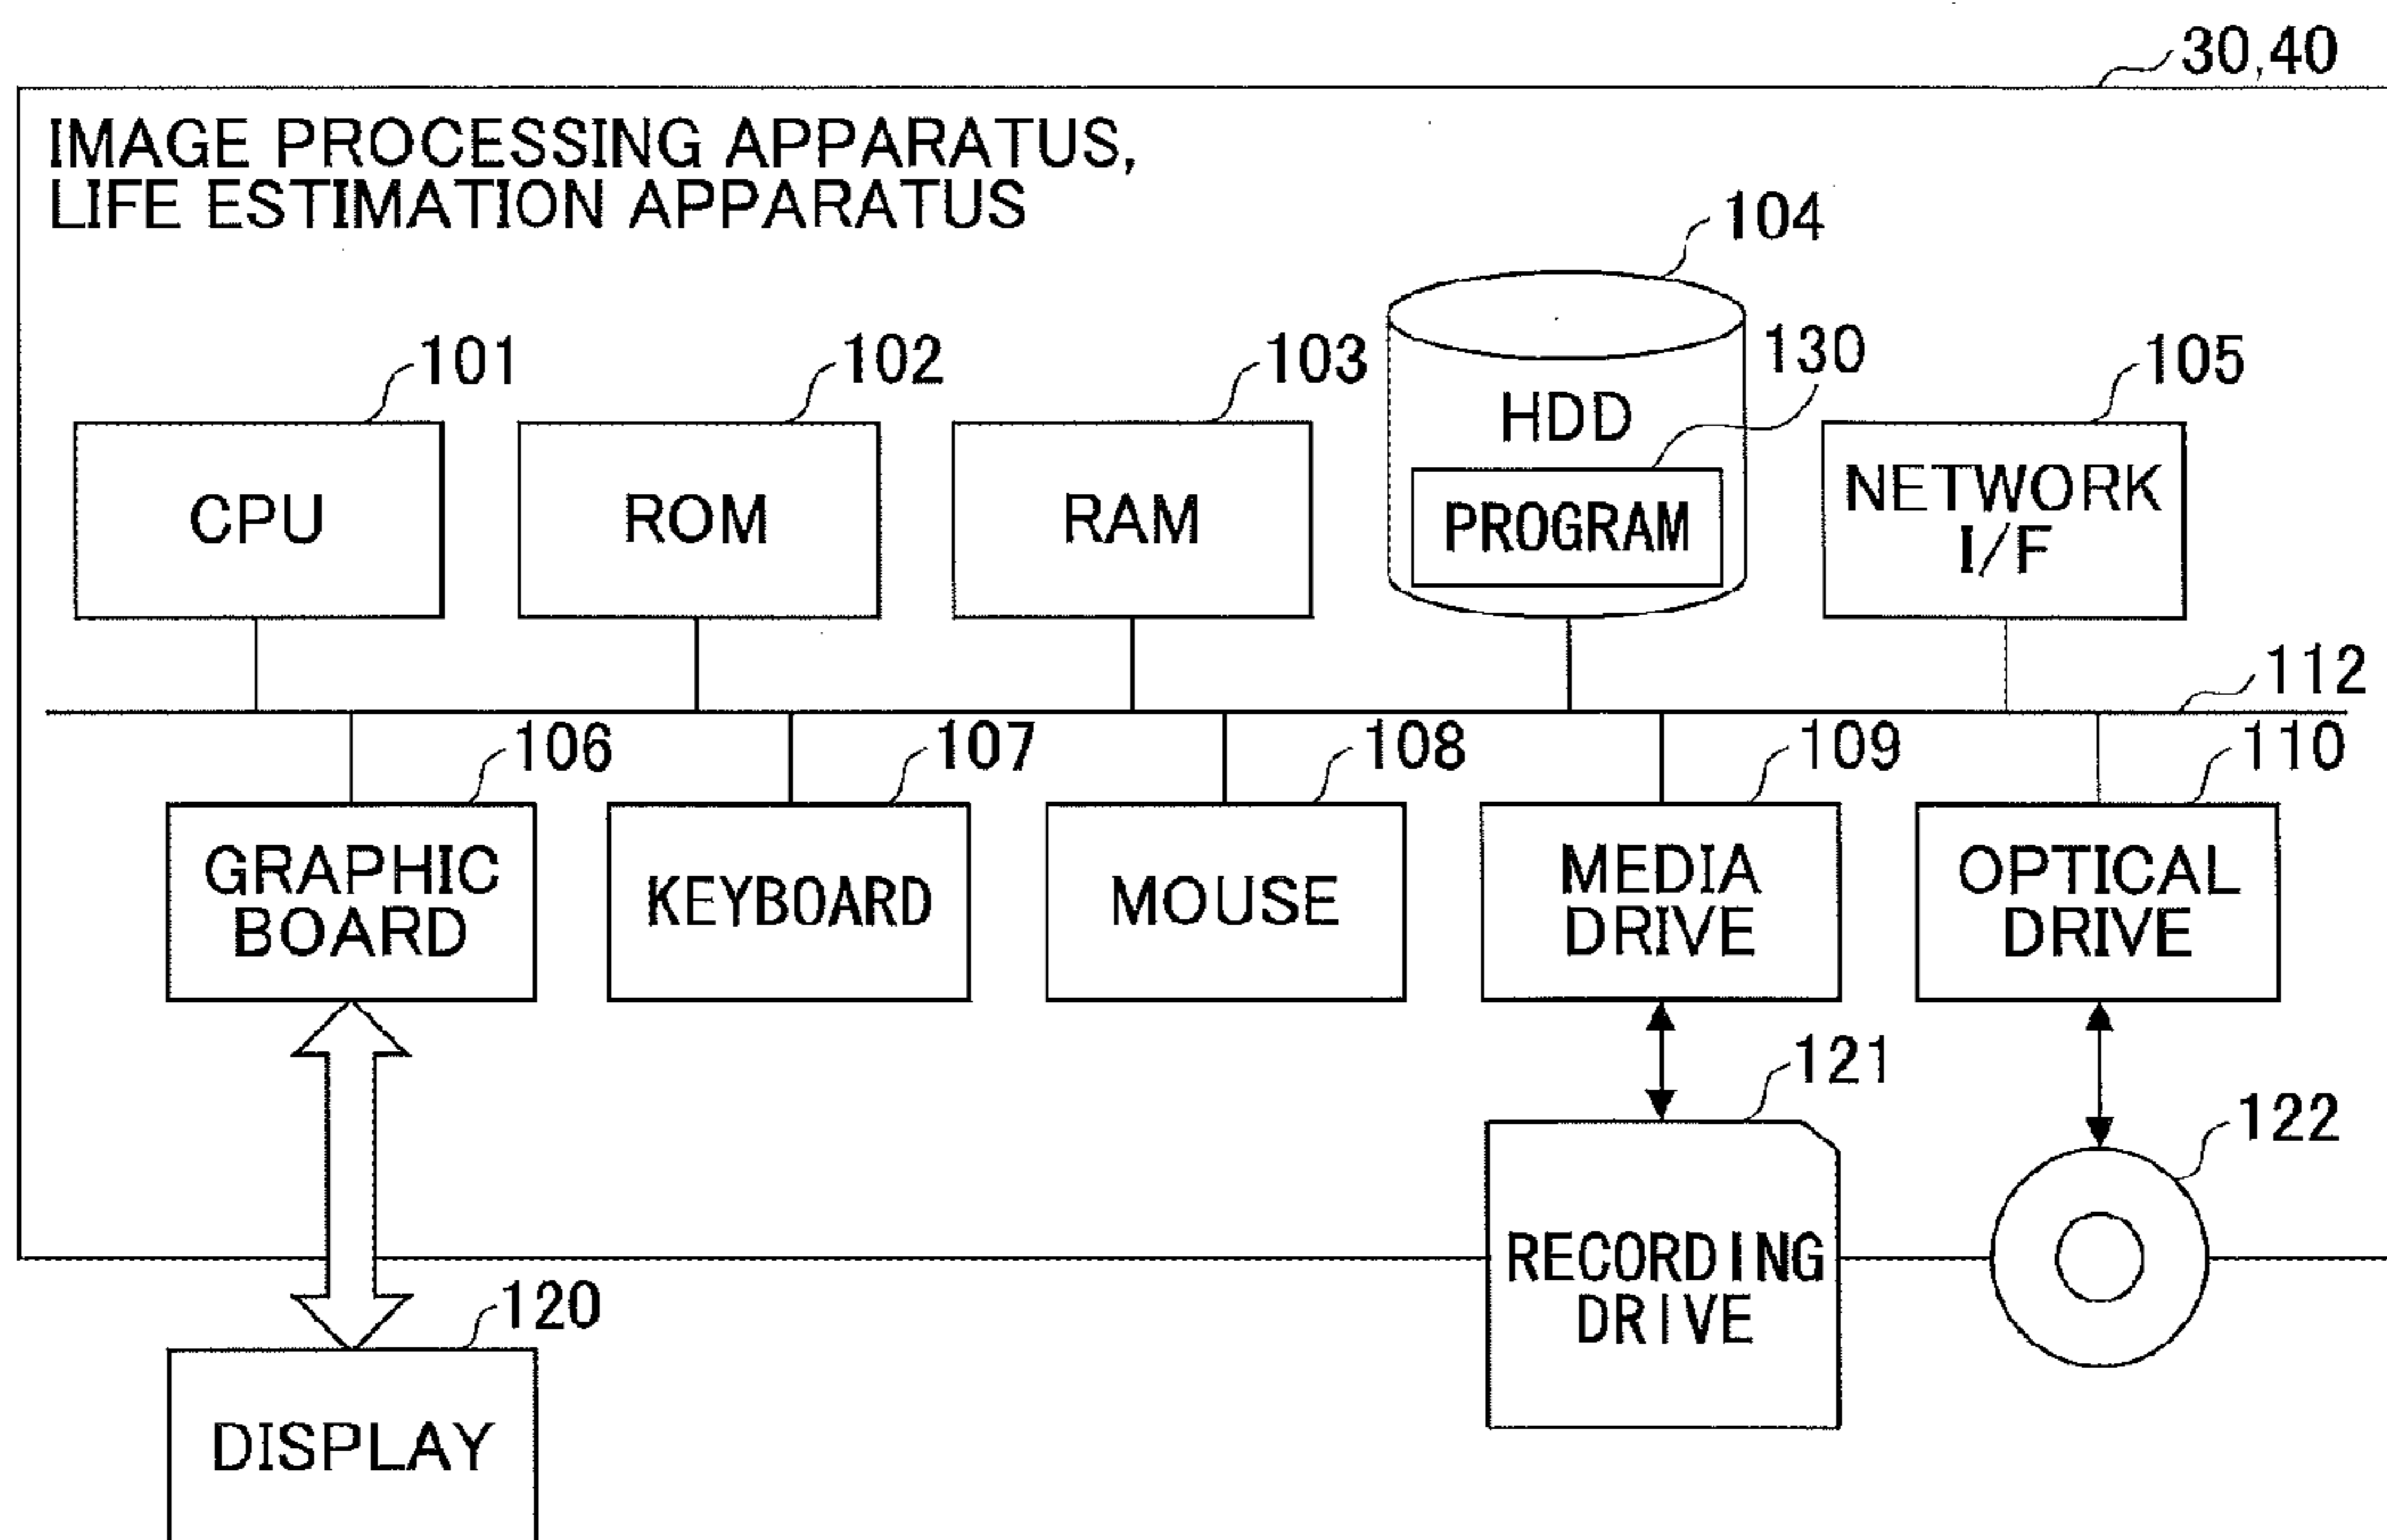 30,40
IMAGE PROCESSING APPARATUS,
LIFE ESTIMATION APPARATUS
104
101
102
103
130
105
CPU
ROM
RAM
HDD
PROGRAM
NETWORK
I/F
112
106
107
108
109
110
GRAPHIC
BOARD
KEYBOARD
MOUSE
MEDIA
DRIVE
OPTICAL
DRIVE
121
122
RECORDING
DRIVE
120
DISPLAY